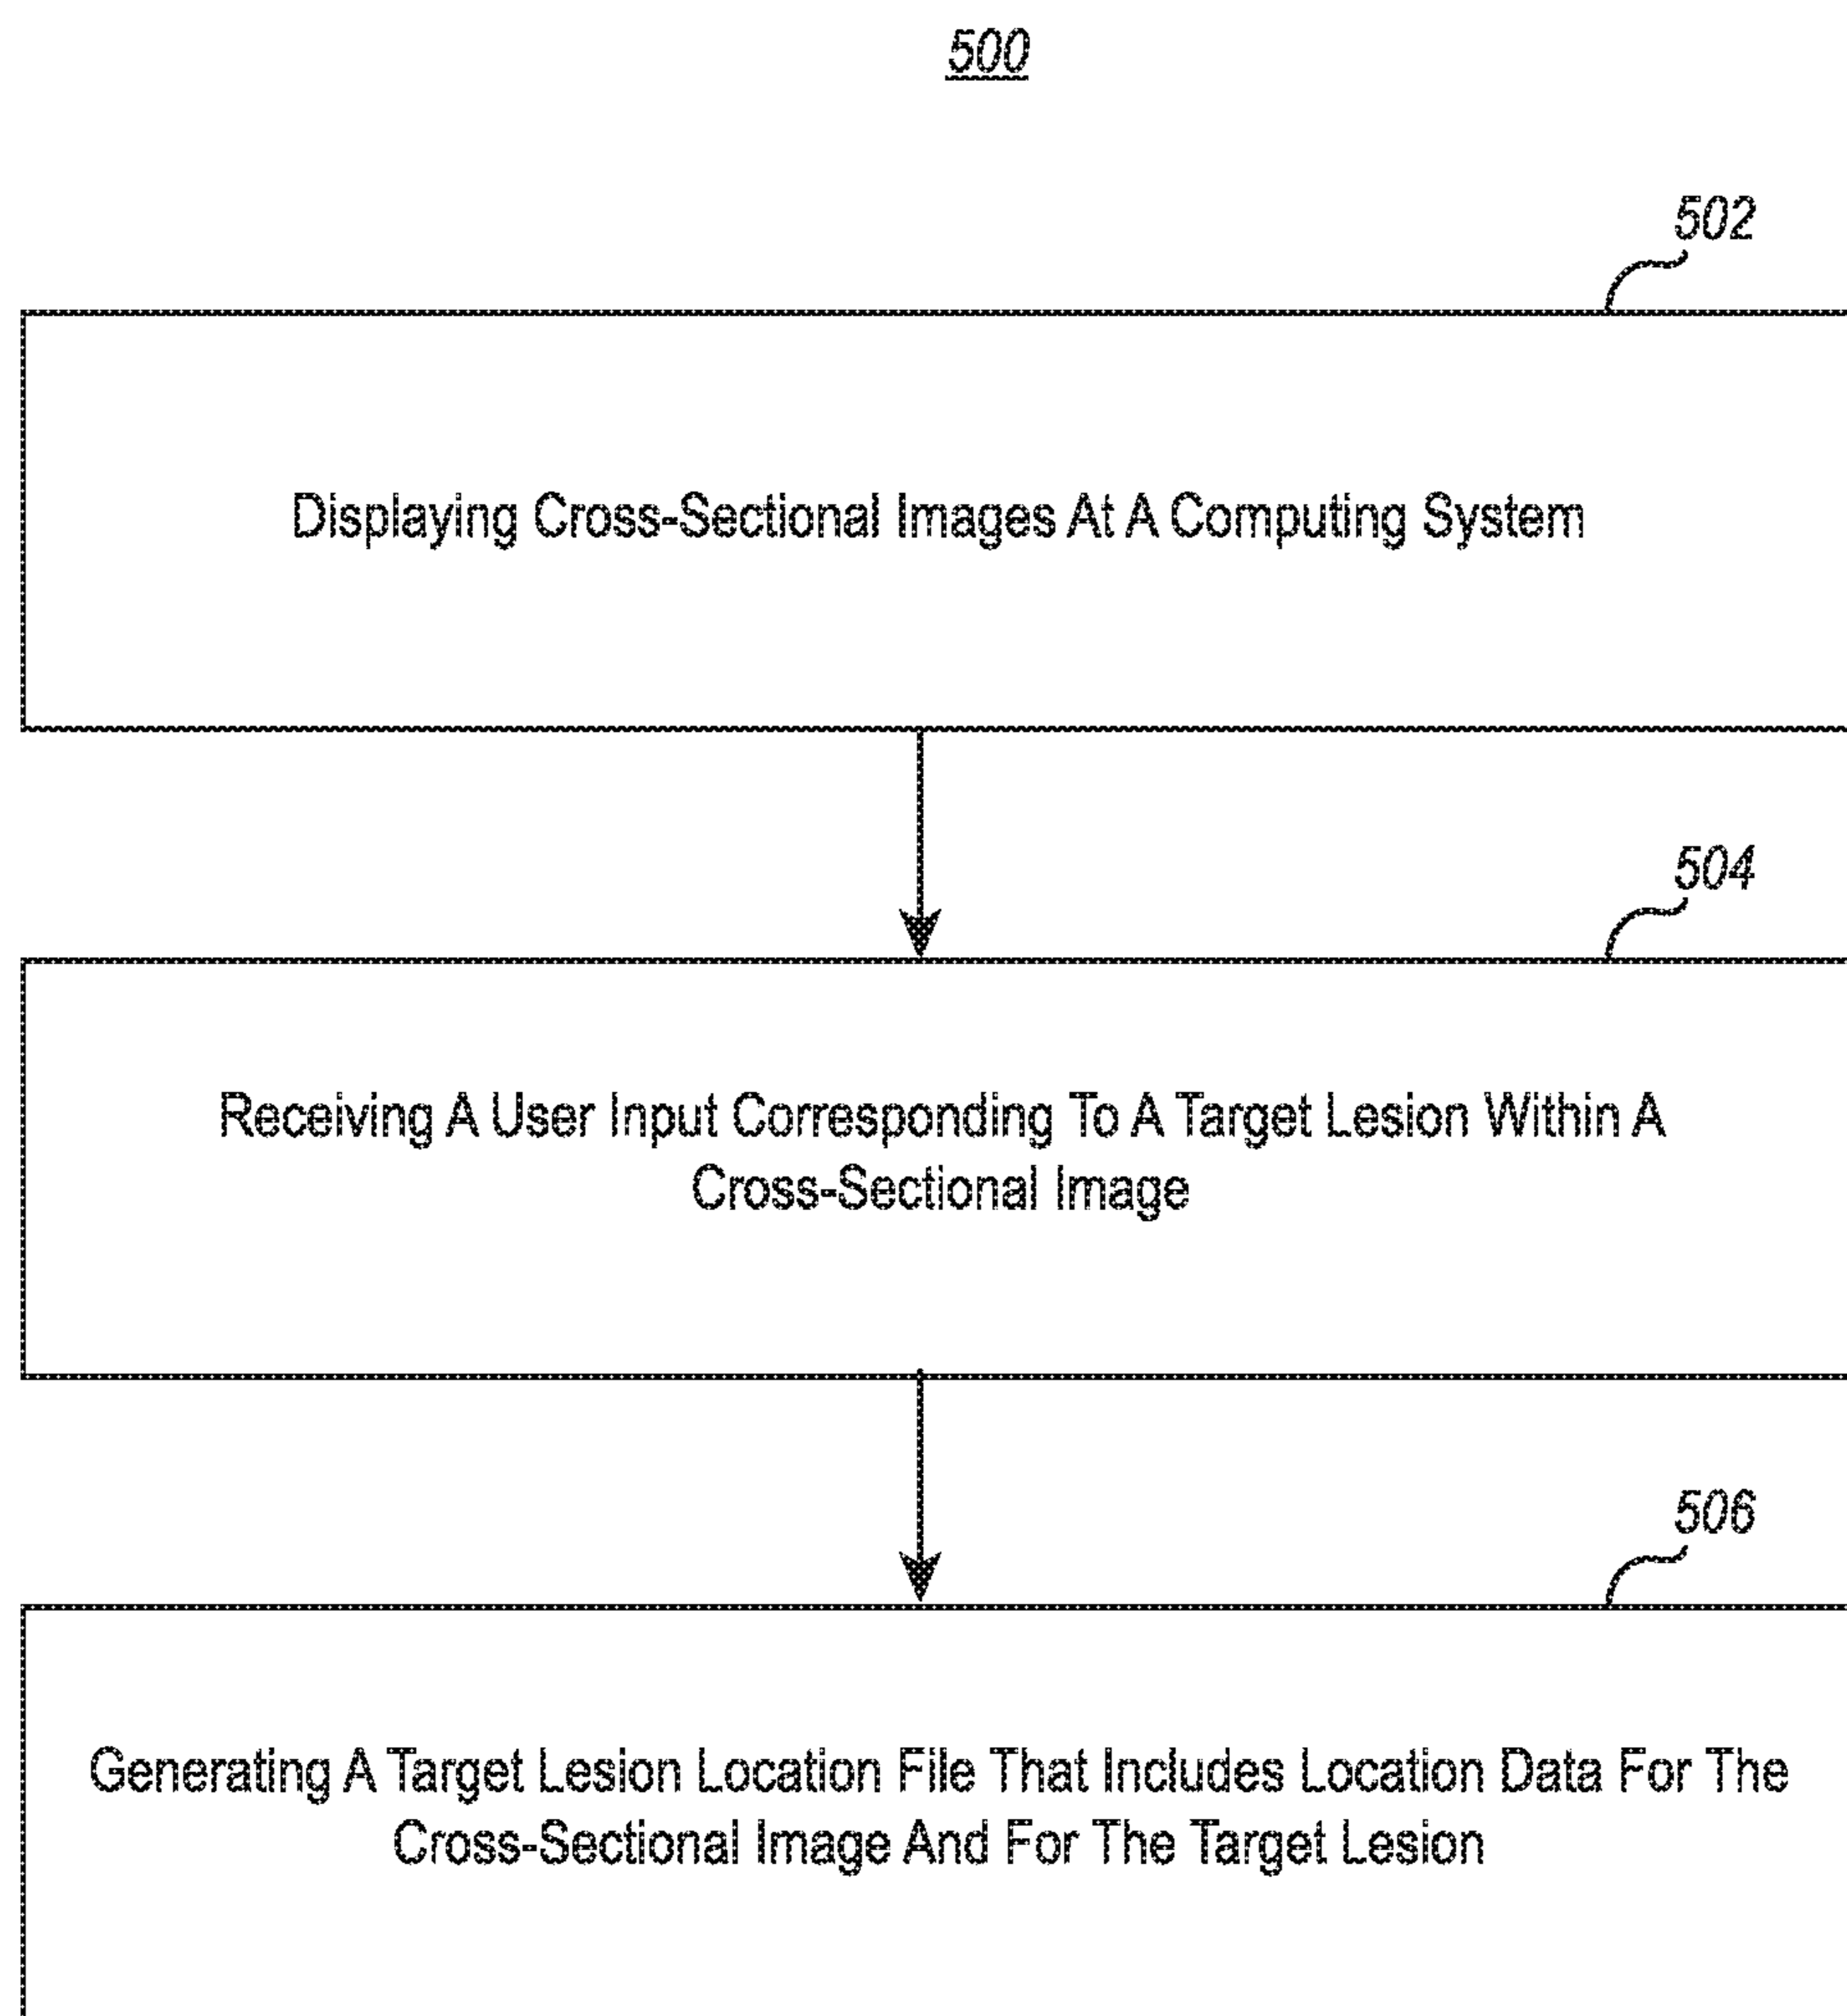 500
502
Displaying Cross-Sectional Images At A Computing System
504
Receiving A User Input Corresponding To A Target Lesion Within A
Cross-Sectional Image
506
Generating A Target Lesion Location File That Includes Location Data For The
Cross-Sectional Image And For The Target Lesion